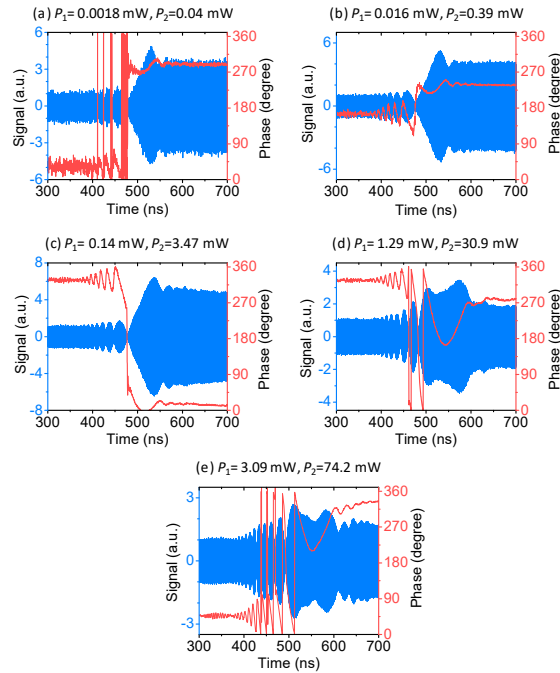 (a) P1= 0.0018 mW, P2=0.04 mW
Signal (a.u.)
6
3
0
-3
-6
360
270
180
90
0
Phase (degree)
300 400 500 600 700
Time (ns)
(b) P1= 0.016 mW, P2=0.39 mW
Signal (a.u.)
6
3
0
-3
-6
360
270
180
90
0
Phase (degree)
300 400 500 600 700
Time (ns)
(c) P1= 0.14 mW, P2= 3.47 mW
Signal (a.u.)
8
4
0
-4
-8
360
270
180
90
0
Phase (degree)
300 400 500 600 700
Time (ns)
(d) P1= 1.29 mW, P2= 30.9 mW
Signal (a.u.)
4
2
0
-2
-4
360
270
180
90
0
Phase (degree)
300 400 500 600 700
Time (ns)
(e) P1= 3.09 mW, P2= 74.2 mW
Signal (a.u.)
3
0
-3
360
270
180
90
0
Phase (degree)
300 400 500 600 700
Time (ns)